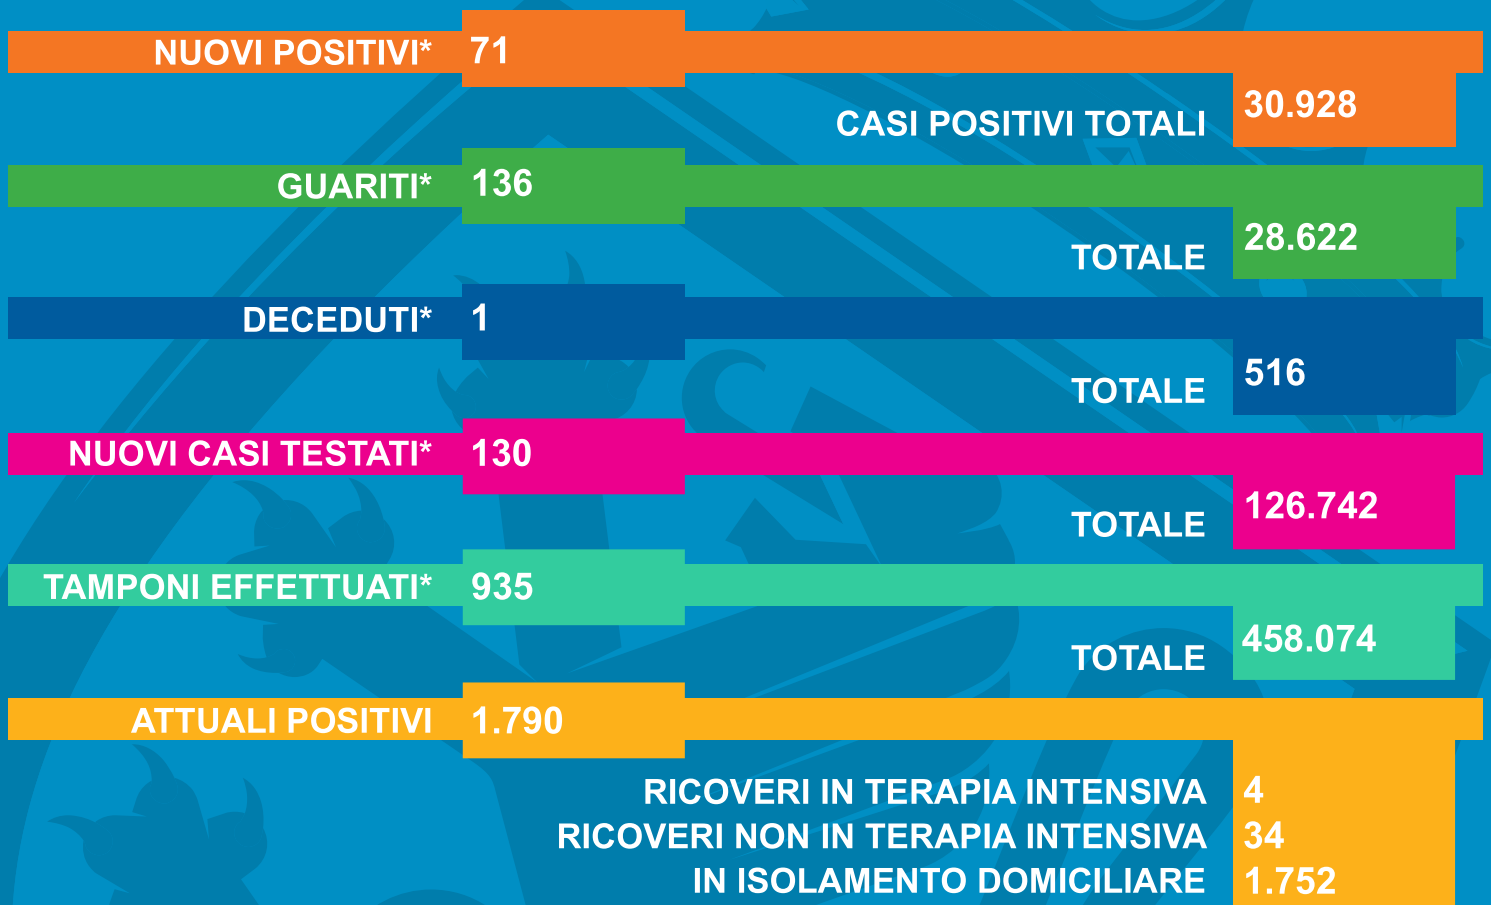 NUOVI POSITIVI* 71
CASI POSITIVI TOTALI 30.928
GUARITI* 136
TOTALE 28.622
DECEDUTI* 1
TOTALE 516
NUOVI CASI TESTATI* 130
TOTALE 126.742
TAMPONI EFFETTUATI* 935
TOTALE 458.074
ATTUALI POSITIVI 1.790
RICOVERI IN TERAPIA INTENSIVA 4
RICOVERI NON IN TERAPIA INTENSIVA 34
IN ISOLAMENTO DOMICILIARE 1.752